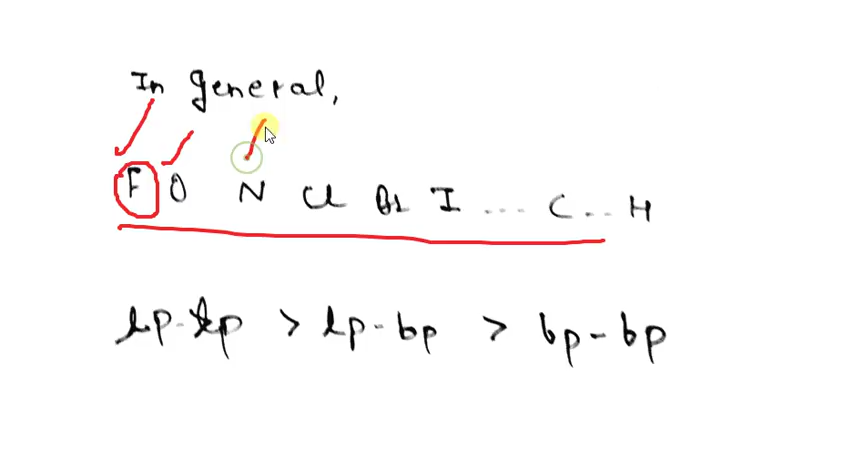 In general,
F O N Cl Br I .... C .. H
lp-lp > lp-bp > bp-bp